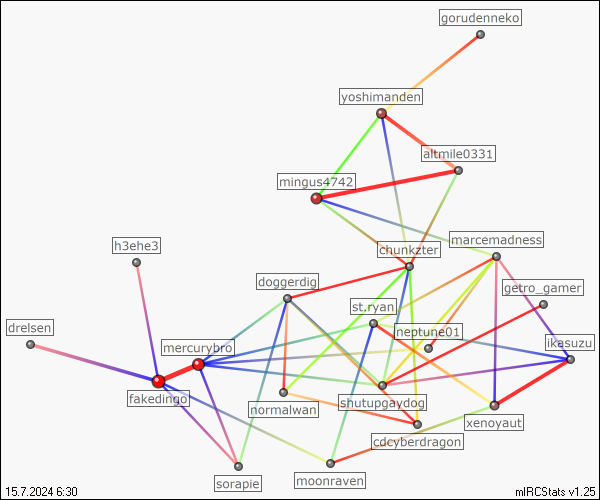 gorudenneko
yoshimanden
altmile0331
mingus4742
marcemadness
h3ehe3
chunkzter
doggerdig
getro_gamer
st.ryan
neptune01
drelsen
mercurybro
ikasuzu
fakedingo
shutupgaydog
normalwan
xenoyaut
cdcyberdragon
sorapie
moonraven
15.7.2024 6:30
mIRCStats v1.25